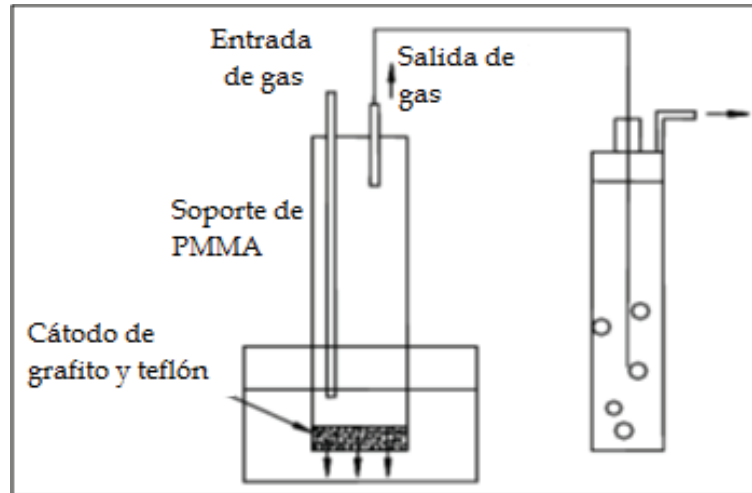 Entrada
de gas
Salida de
gas
Soporte de
PMMA
Cátodo de
grafito y teflón